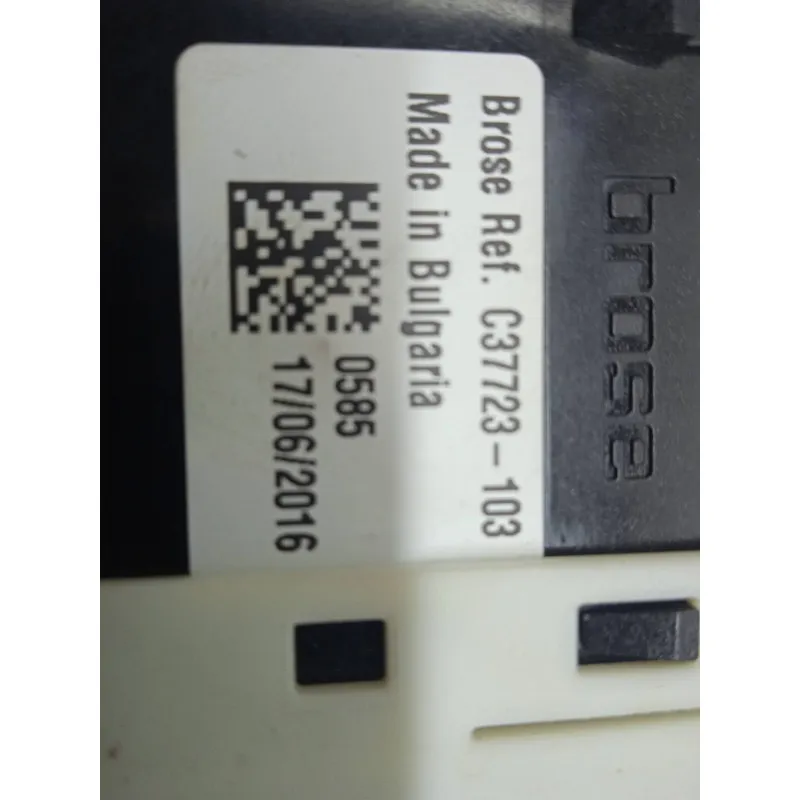 brose
Brose Ref. C37723-103
Made in Bulgaria
0585
17/06/2016